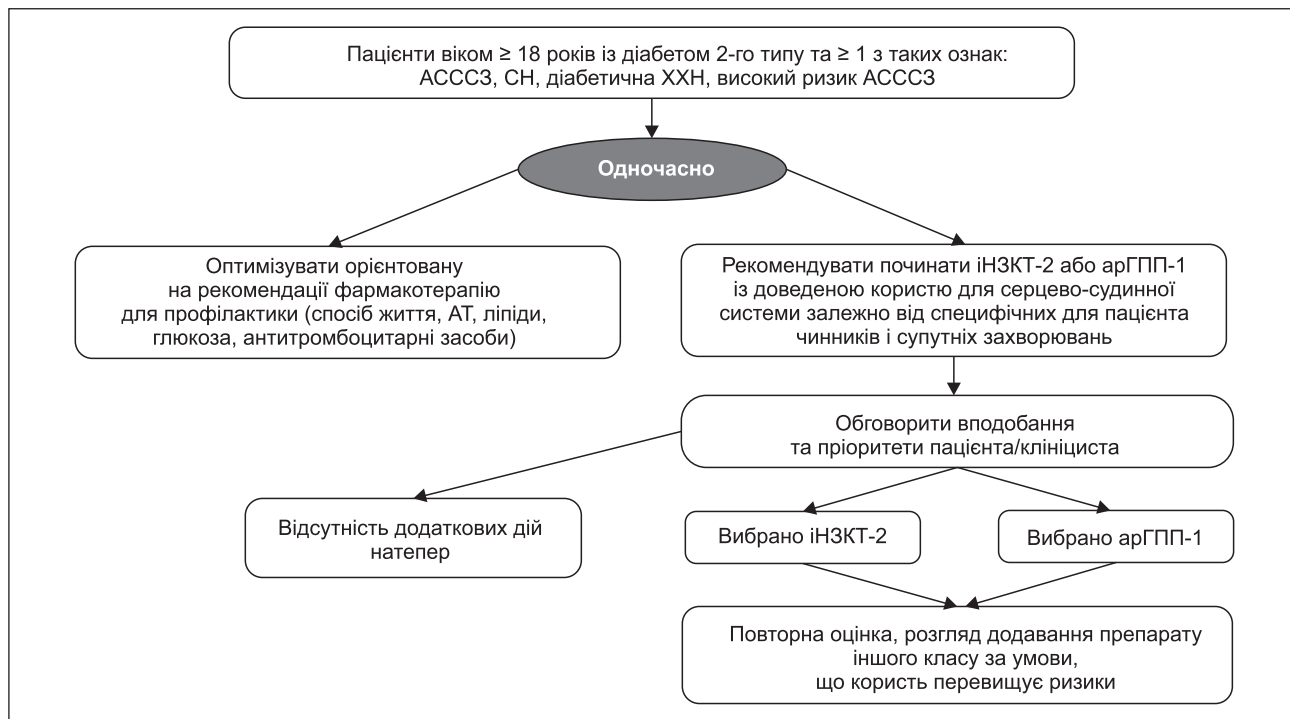 Пацієнти віком ≥ 18 років із діабетом 2-го типу та ≥ 1 з таких ознак:
АСССЗ, СН, діабетична ХХН, високий ризик АСССЗ
Одночасно
Оптимізувати орієнтовану
на рекомендації фармакотерапію
для профілактики (спосіб життя, АТ, ліпіди,
глюкоза, антитромбоцитарні засоби)
Рекомендувати починати іНЗКТ-2 або арГПП-1
із доведеною користю для серцево-судинної
системи залежно від специфічних для пацієнта
чинників і супутніх захворювань
Обговорити вподобання
та пріоритети пацієнта/клініциста
Відсутність додаткових дій
натепер
Вибрано іНЗКТ-2
Вибрано арГПП-1
Повторна оцінка, розгляд додавання препарату
іншого класу за умови,
що користь перевищує ризики